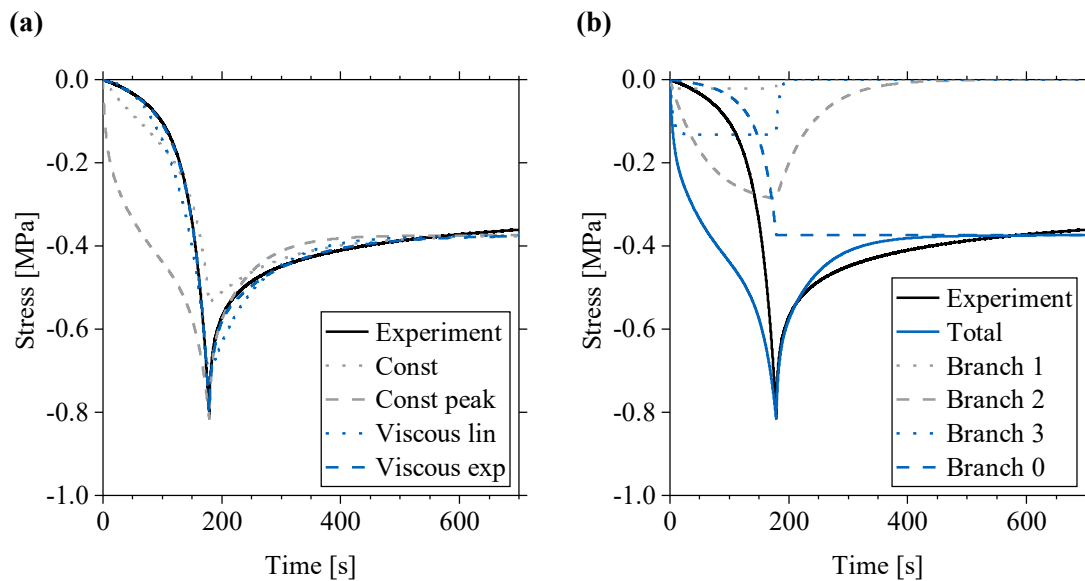 (a)
0.0
-0.2
-0.4
-0.6
-0.8
-1.0
0
200
400
600
Stress [MPa]
Time [s]
Experiment
Const
Const peak
Viscous lin
Viscous exp
(b)
0.0
-0.2
-0.4
-0.6
-0.8
-1.0
0
200
400
600
Stress [MPa]
Time [s]
Experiment
Total
Branch 1
Branch 2
Branch 3
Branch 0